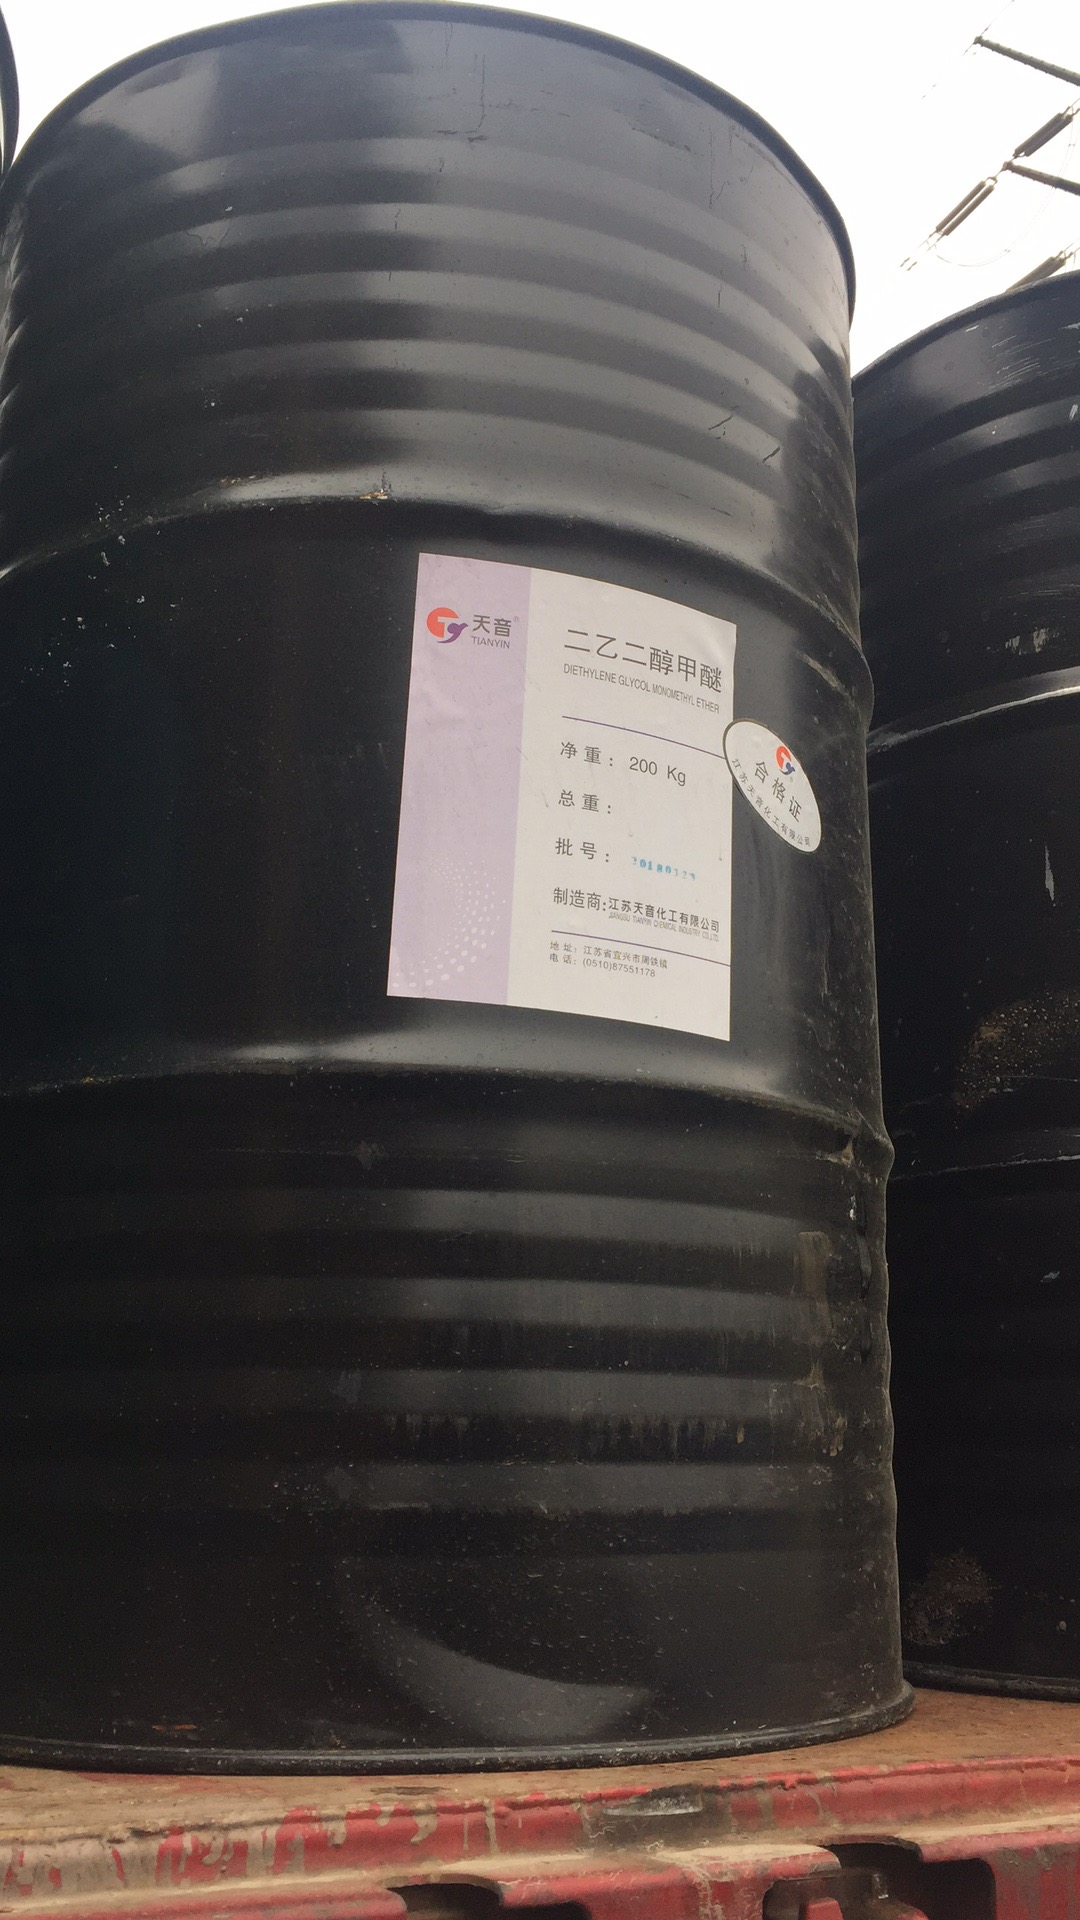 天音®
TIANYIN
二乙二醇甲醚
DIETHYLENE GLYCOL MONOMETHYL ETHER
净重: 200 Kg
总重:
批号: 20180329
制造商:江苏天音化工有限公司
JIANGSU TIANYIN CHEMICAL INDUSTRY CO.,LTD.
地址: 江苏省宜兴市周铁镇
电话: (0510)87551178
合格证
江苏天音化工有限公司